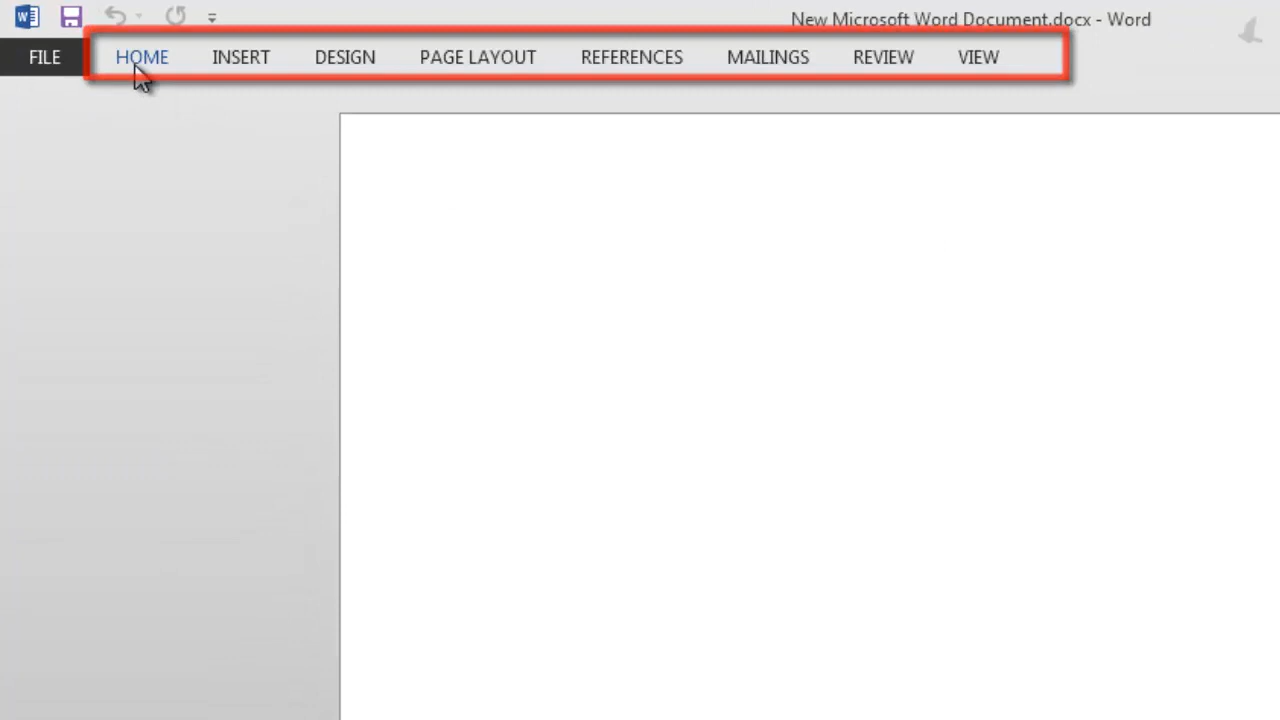 New Microsoft Word Document.docx - Word
FILE HOME INSERT DESIGN PAGE LAYOUT REFERENCES MAILINGS REVIEW VIEW